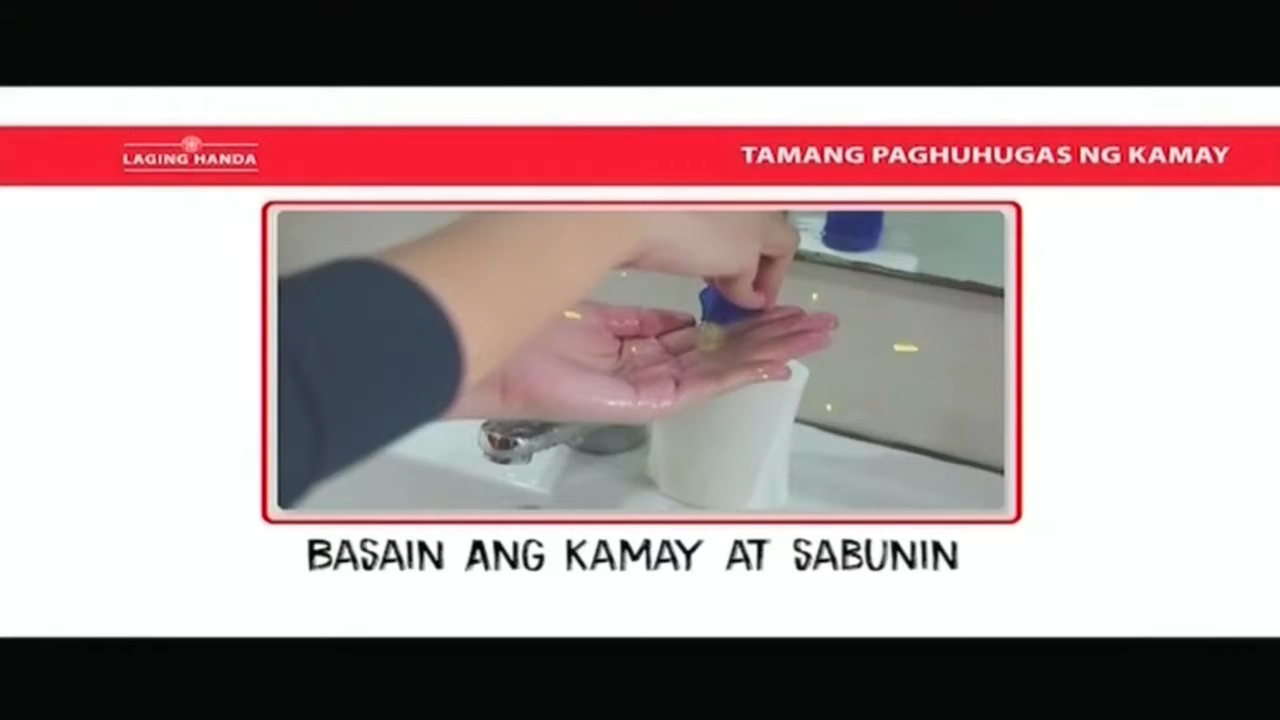 LAGING HANDA
TAMANG PAGHUHUGAS NG KAMAY
BASAIN ANG KAMAY AT SABUNIN